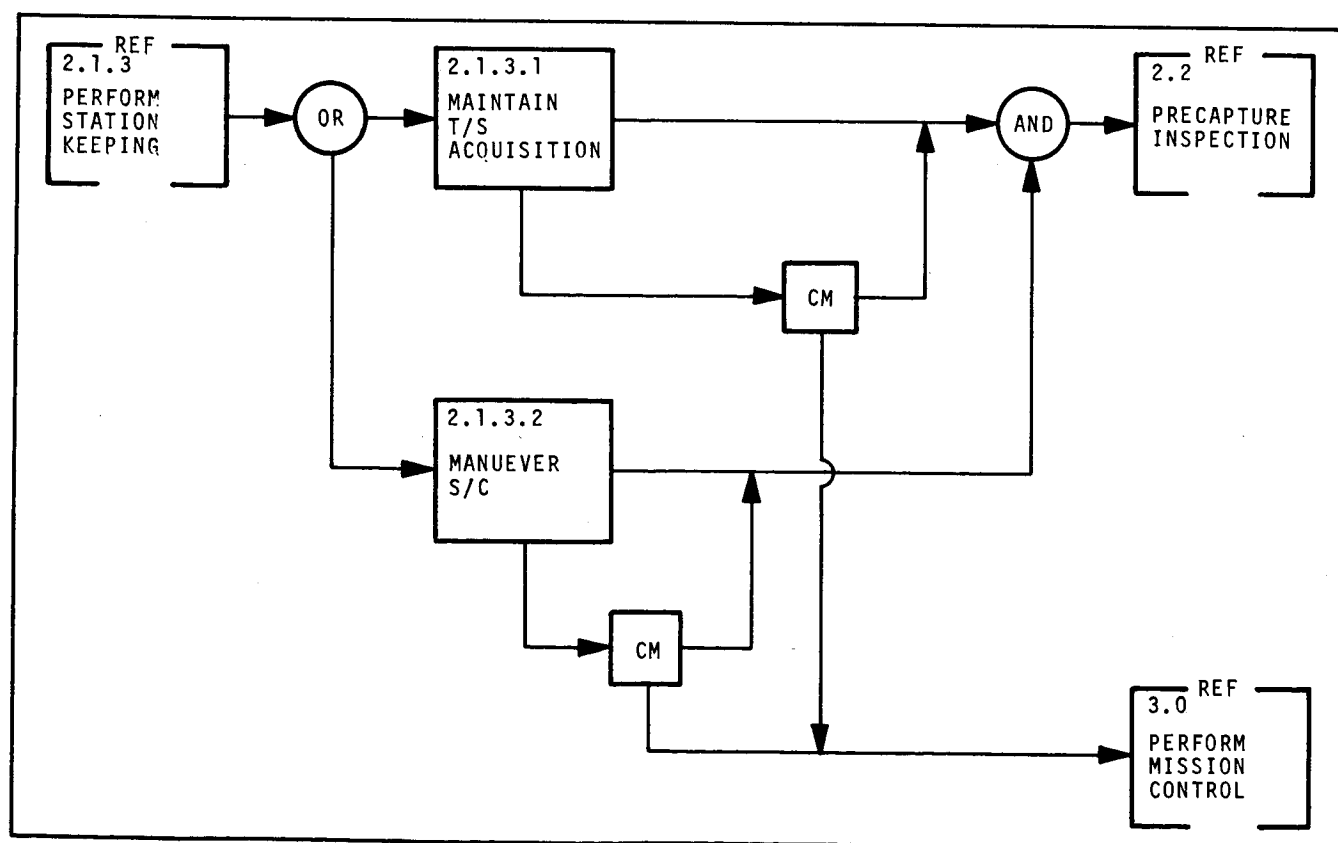 REF
2.1.3
PERFORM
STATION
KEEPING
OR
2.1.3.1
MAINTAIN
T/S
ACQUISITION
AND
REF
2.2
PRECAPTURE
INSPECTION
CM
2.1.3.2
MANUEVER
S/C
CM
REF
3.0
PERFORM
MISSION
CONTROL